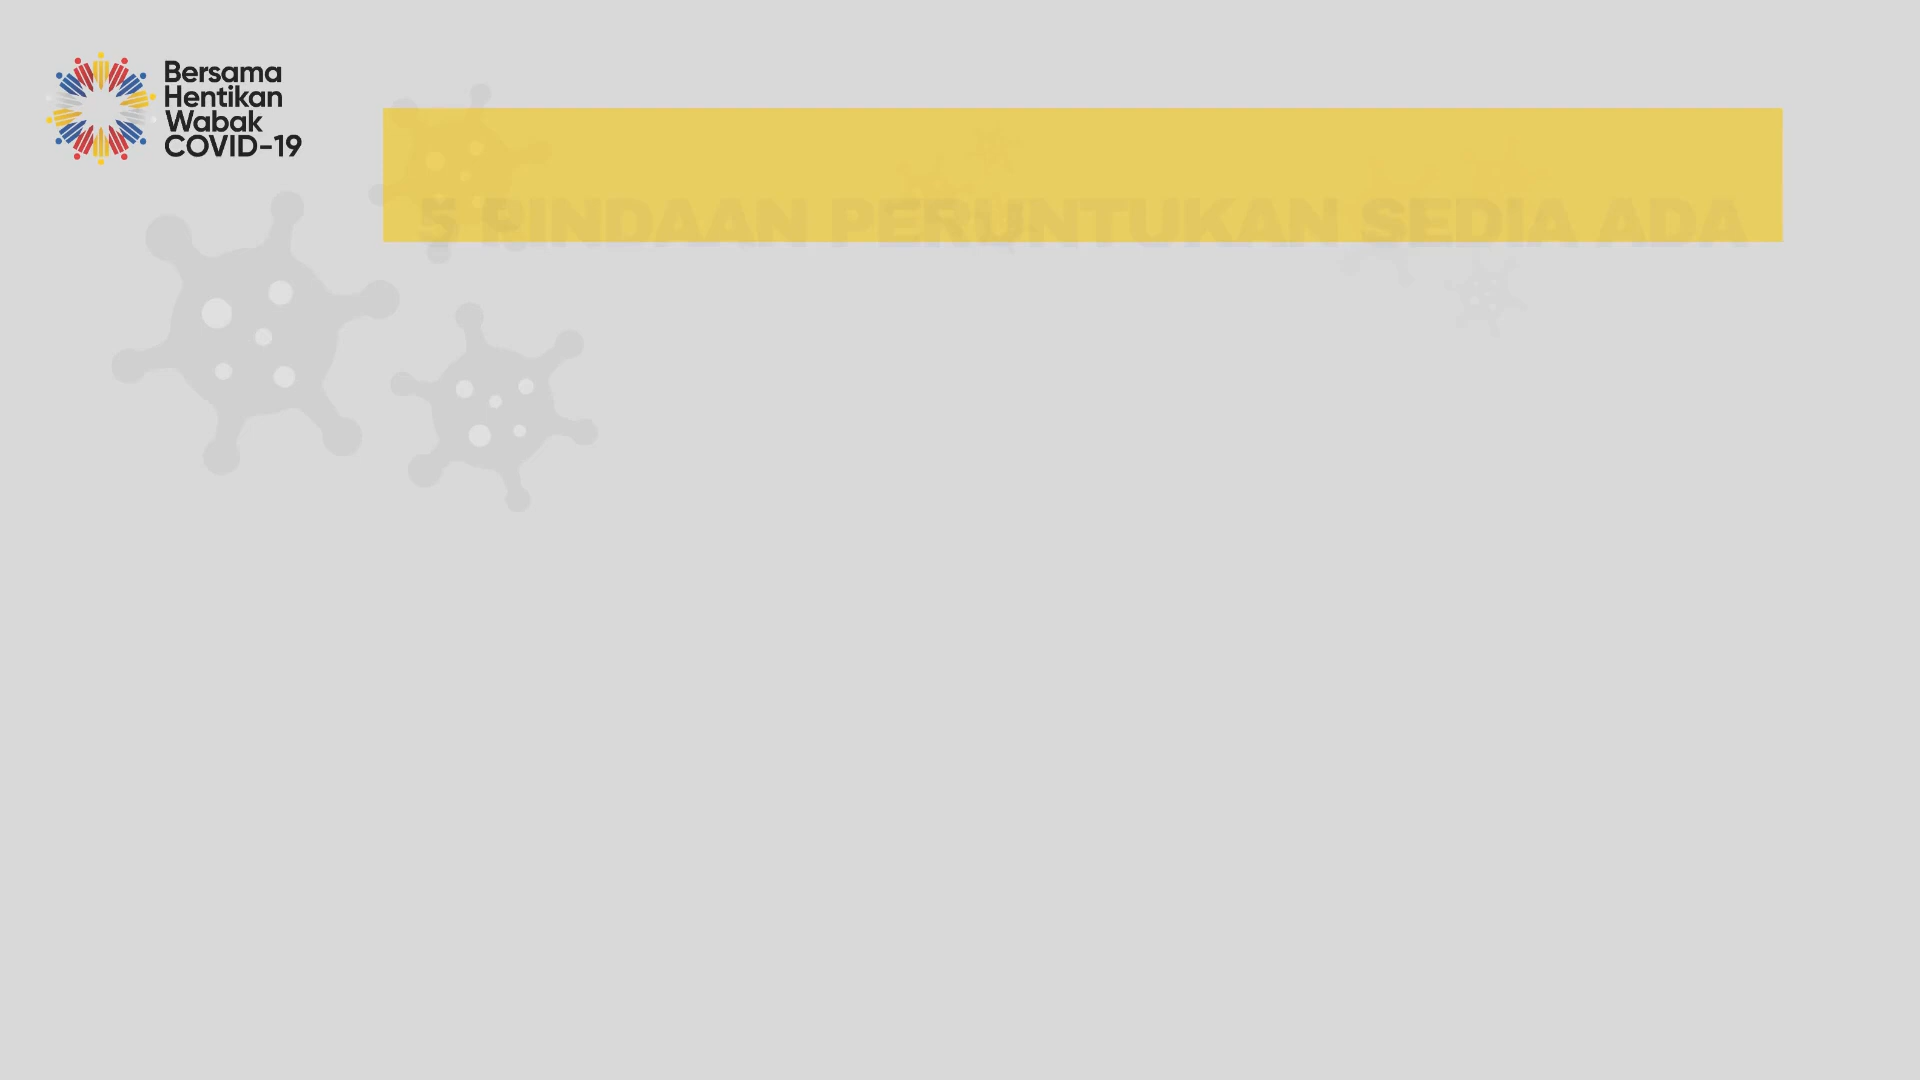 Bersama
Hentikan
Wabak
COVID-19
5 PINDAAN PERUNTUKAN SEDIA ADA